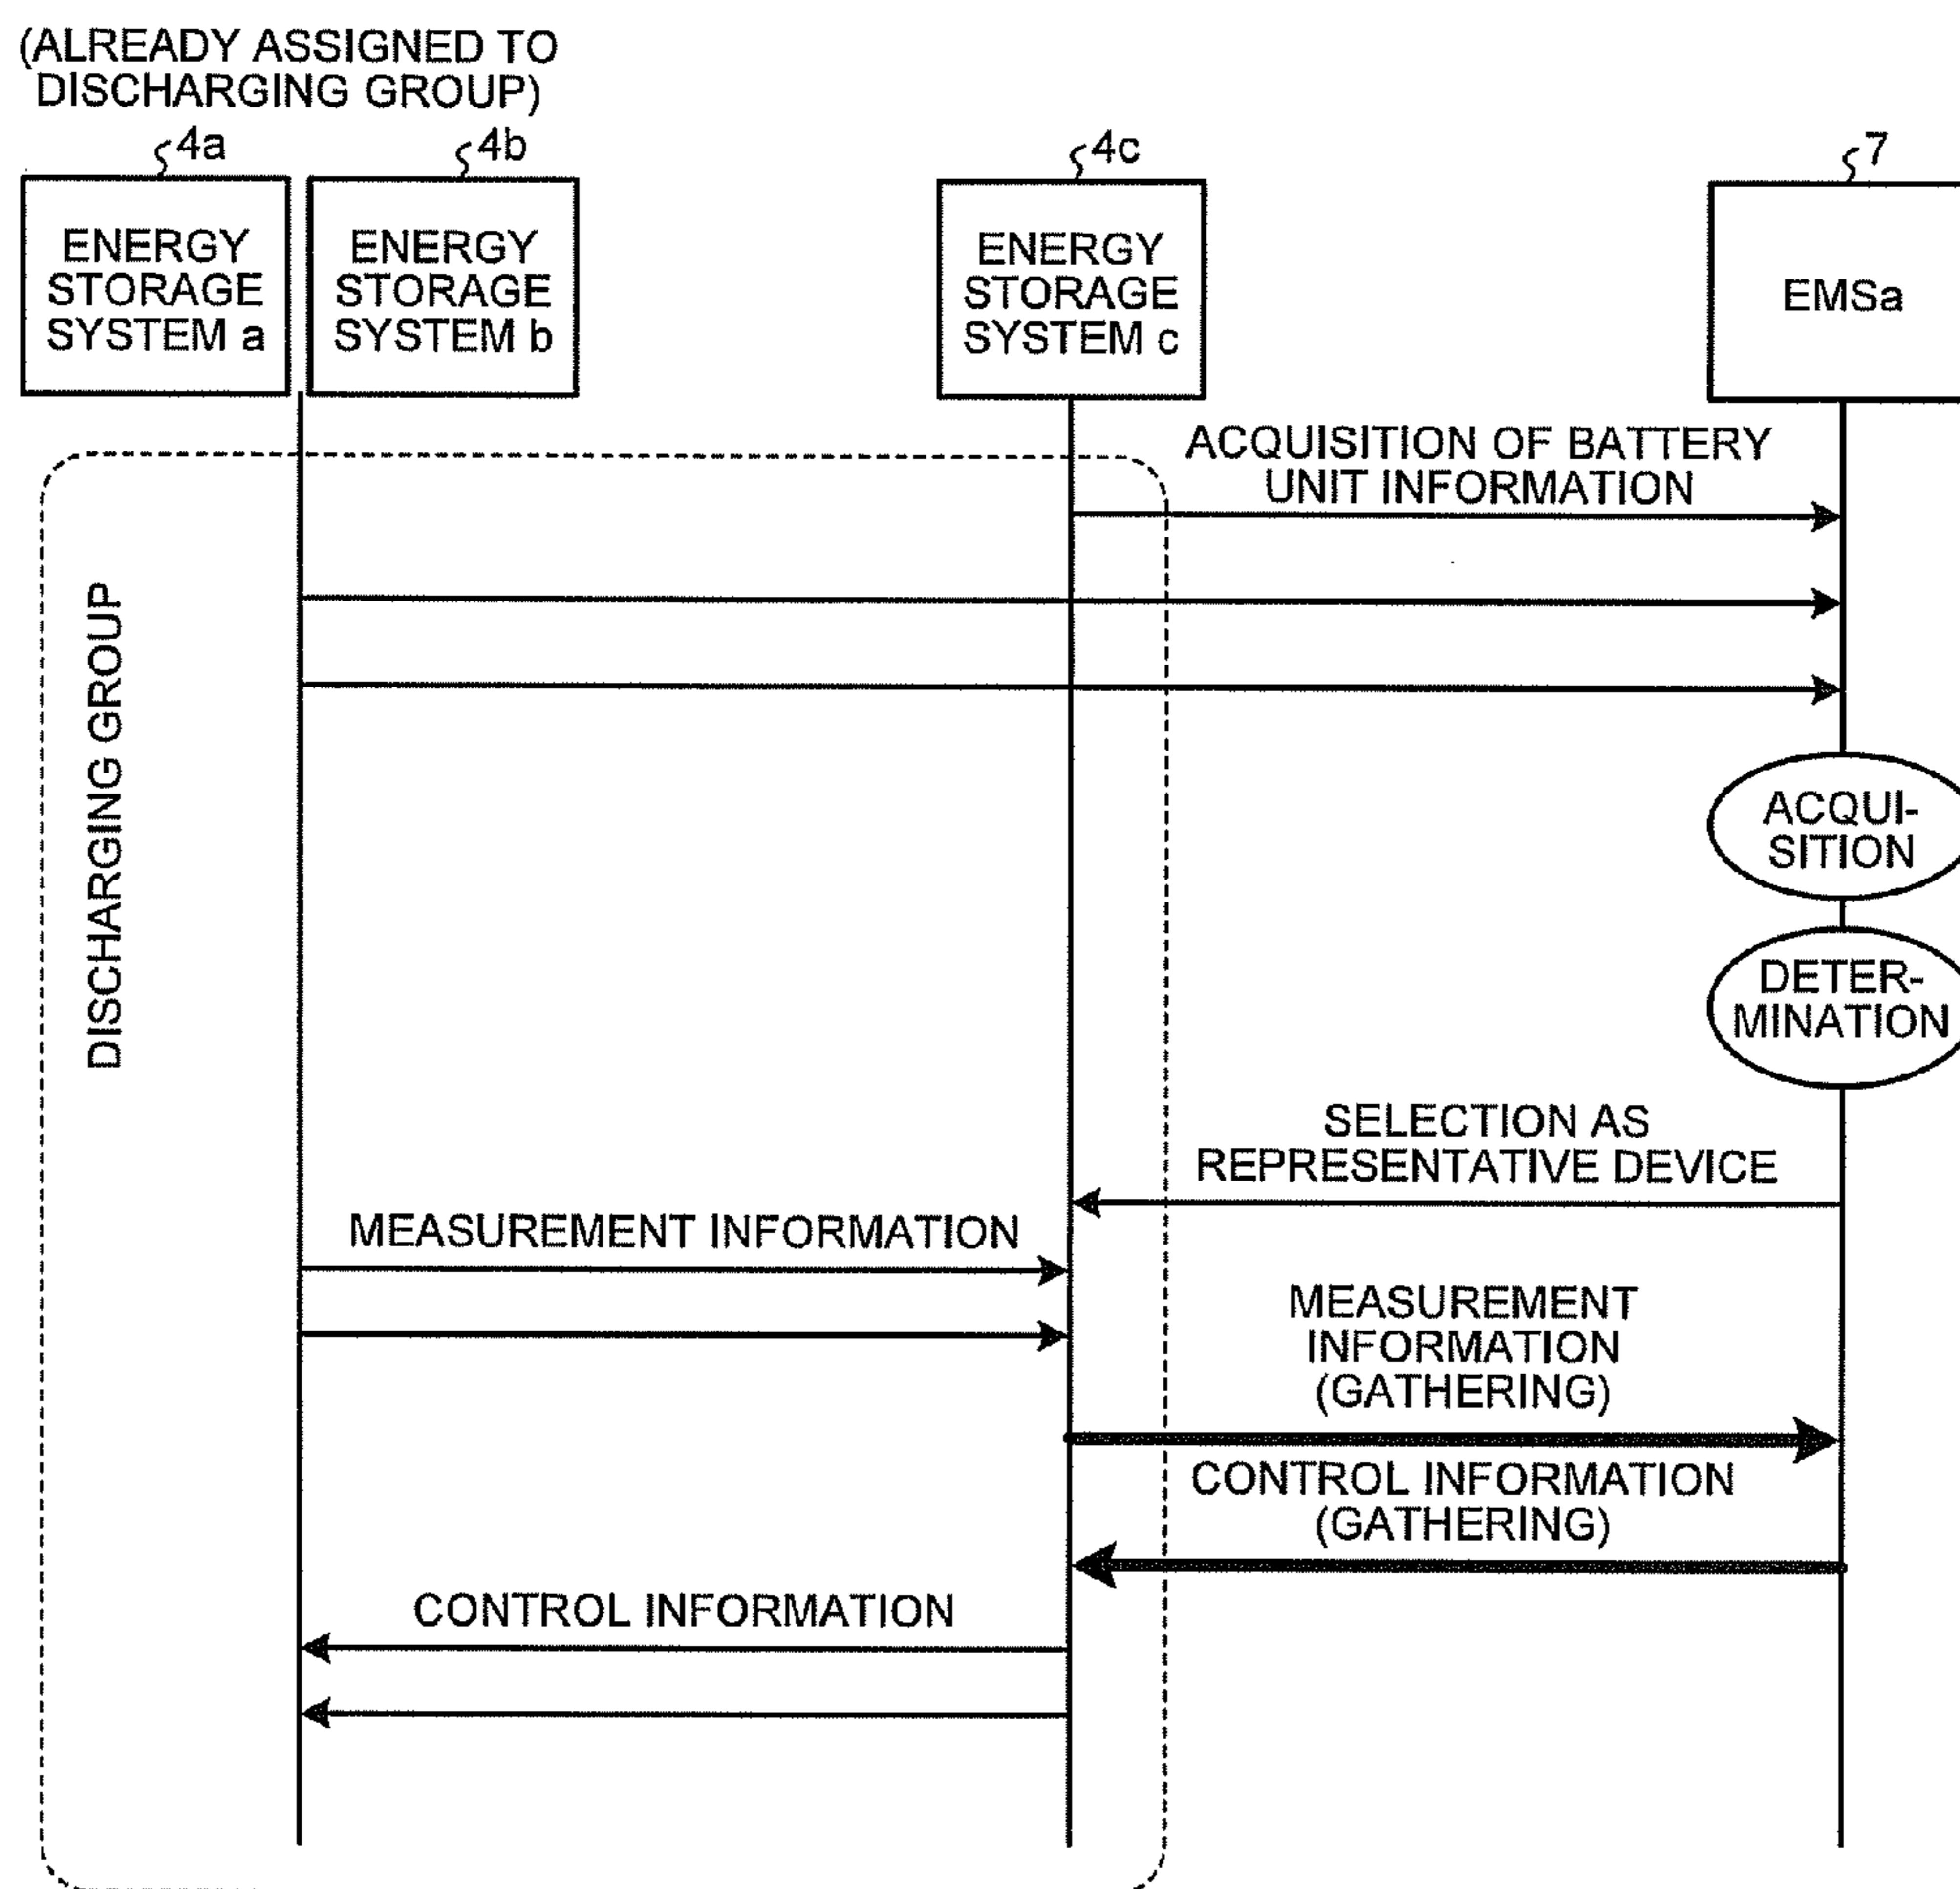 (ALREADY ASSIGNED TO
DISCHARGING GROUP)
4a
4b
4c
7
ENERGY
STORAGE
SYSTEM a
ENERGY
STORAGE
SYSTEM b
ENERGY
STORAGE
SYSTEM c
EMSa
ACQUISITION OF BATTERY
UNIT INFORMATION
DISCHARGING GROUP
ACQUI-
SITION
DETER-
MINATION
SELECTION AS
REPRESENTATIVE DEVICE
MEASUREMENT INFORMATION
MEASUREMENT
INFORMATION
(GATHERING)
CONTROL INFORMATION
(GATHERING)
CONTROL INFORMATION